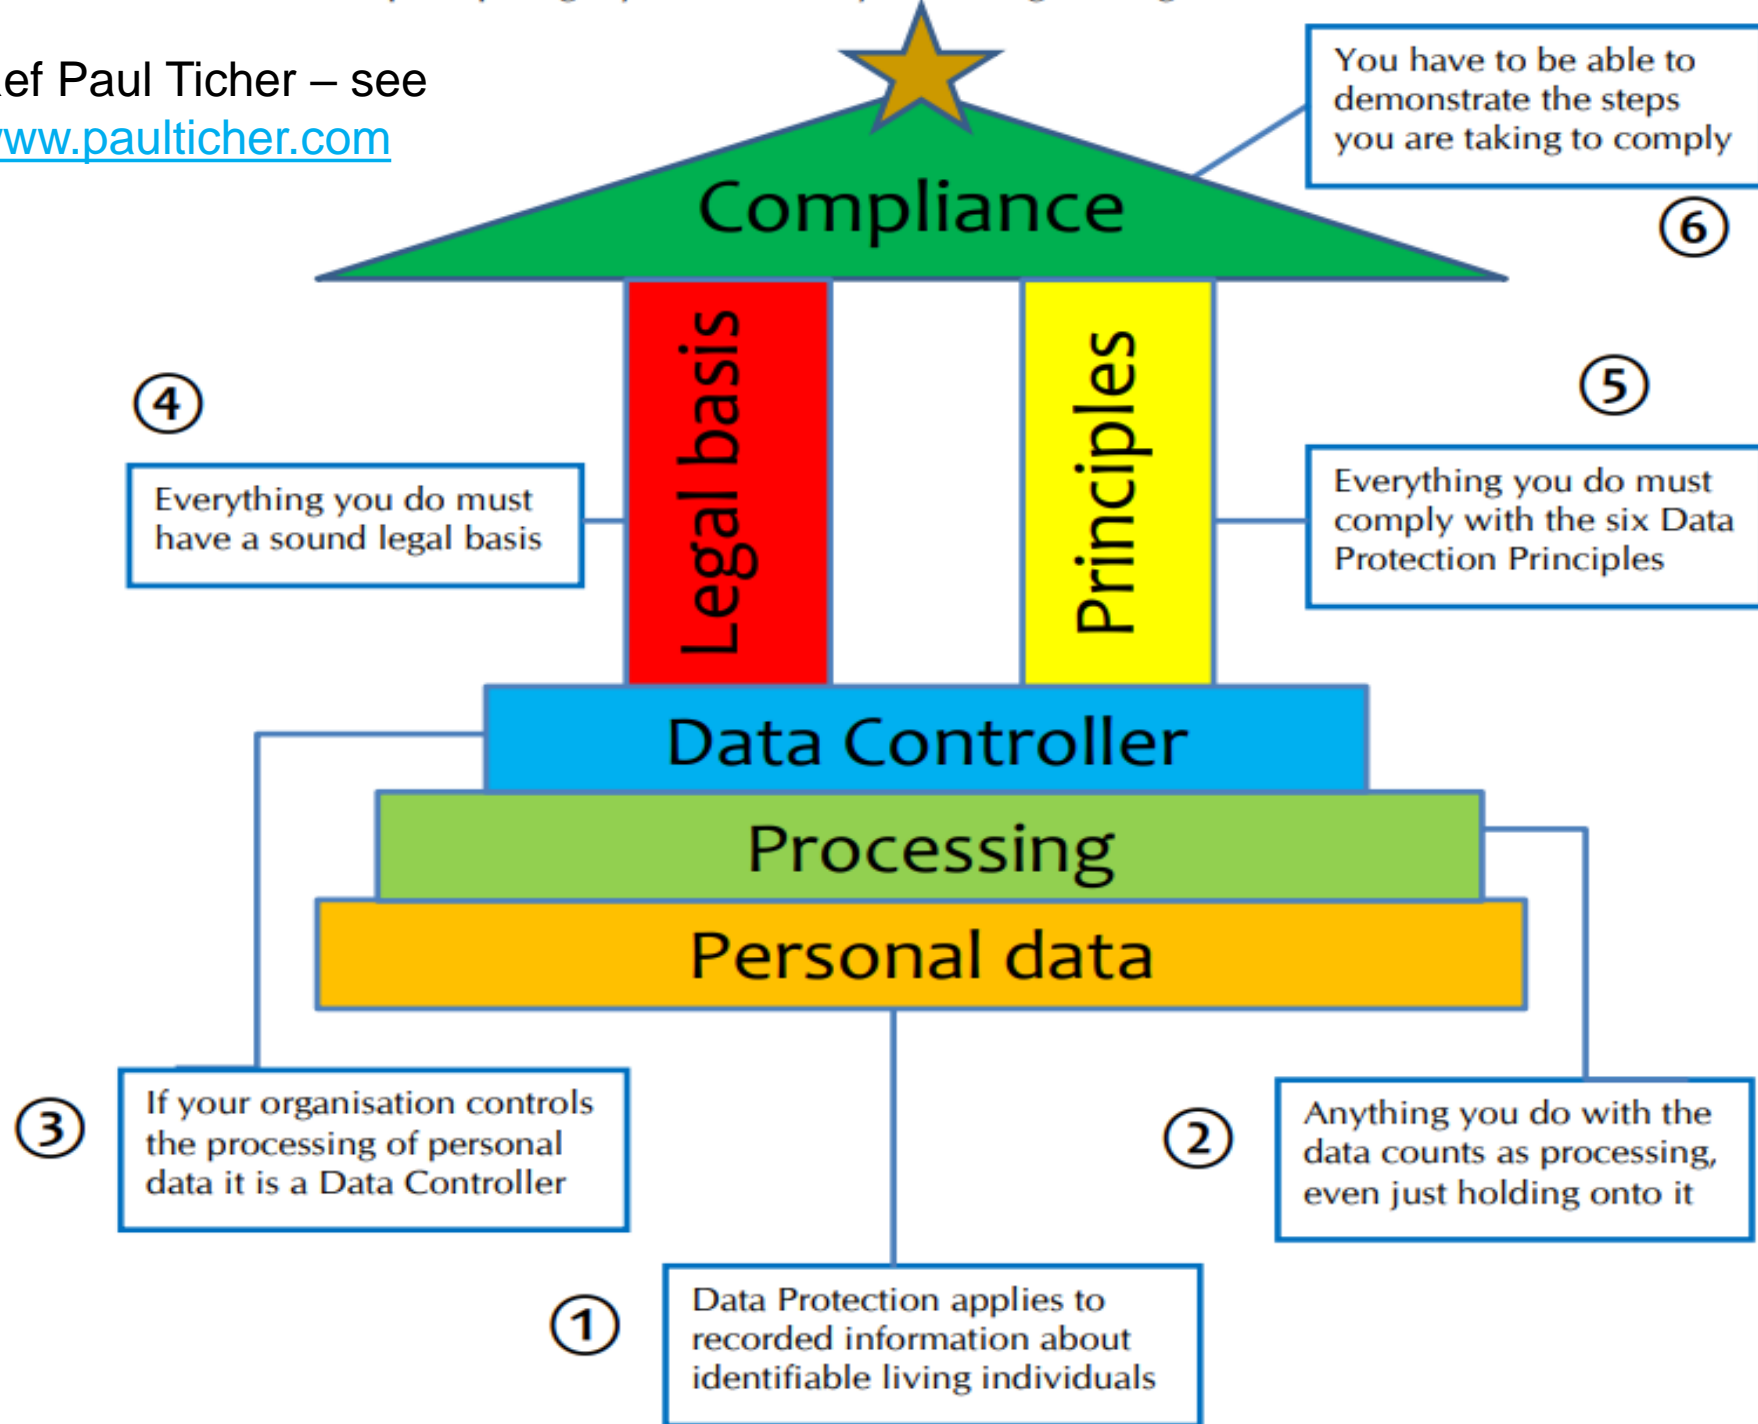 ef Paul Ticher – see
www.paulticher.com
You have to be able to
demonstrate the steps
you are taking to comply
⑥
Compliance
④
Everything you do must
have a sound legal basis
Legal basis
Principles
⑤
Everything you do must
comply with the six Data
Protection Principles
Data Controller
Processing
Personal data
③
If your organisation controls
the processing of personal
data it is a Data Controller
②
Anything you do with the
data counts as processing,
even just holding onto it
①
Data Protection applies to
recorded information about
identifiable living individuals